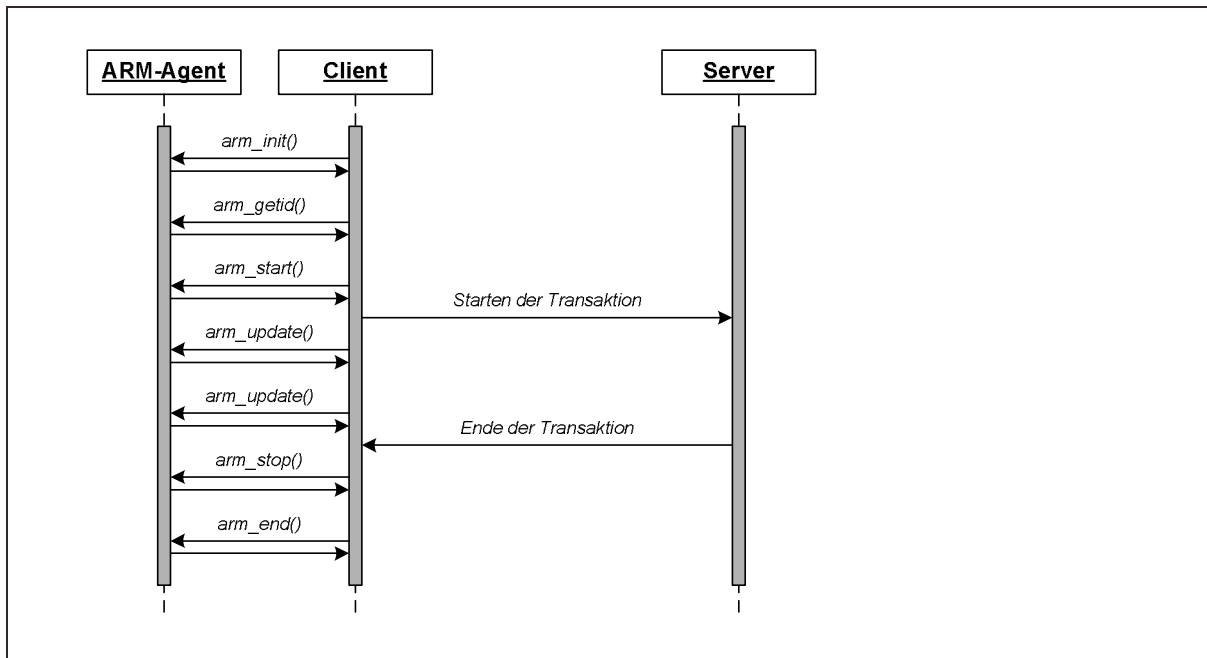 ARM-Agent
Client
Server
arm_init()
arm_getid()
arm_start()
Starten der Transaktion
arm_update()
arm_update()
Ende der Transaktion
arm_stop()
arm_end()